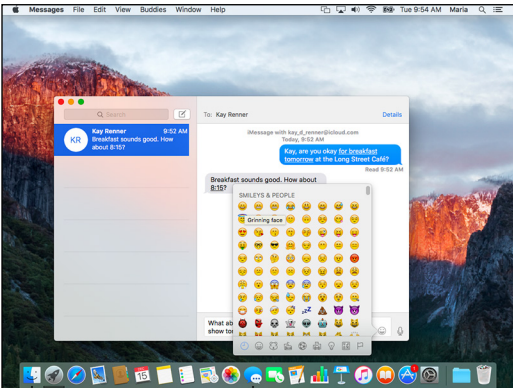 Messages File Edit View Buddies Window Help
Tue 9:54 AM Maria
Search
To: Kay Renner
Details
KR
Kay Renner 9:52 AM
Breakfast sounds good. How
about 8:15?
iMessage with kay_d_renner@icloud.com
Today, 9:52 AM
Kay, are you okay for breakfast
tomorrow at the Long Street Café?
Read 9:52 AM
Breakfast sounds good. How about
8:15?
SMILEYS & PEOPLE
Grinning face
What ab
show to
15